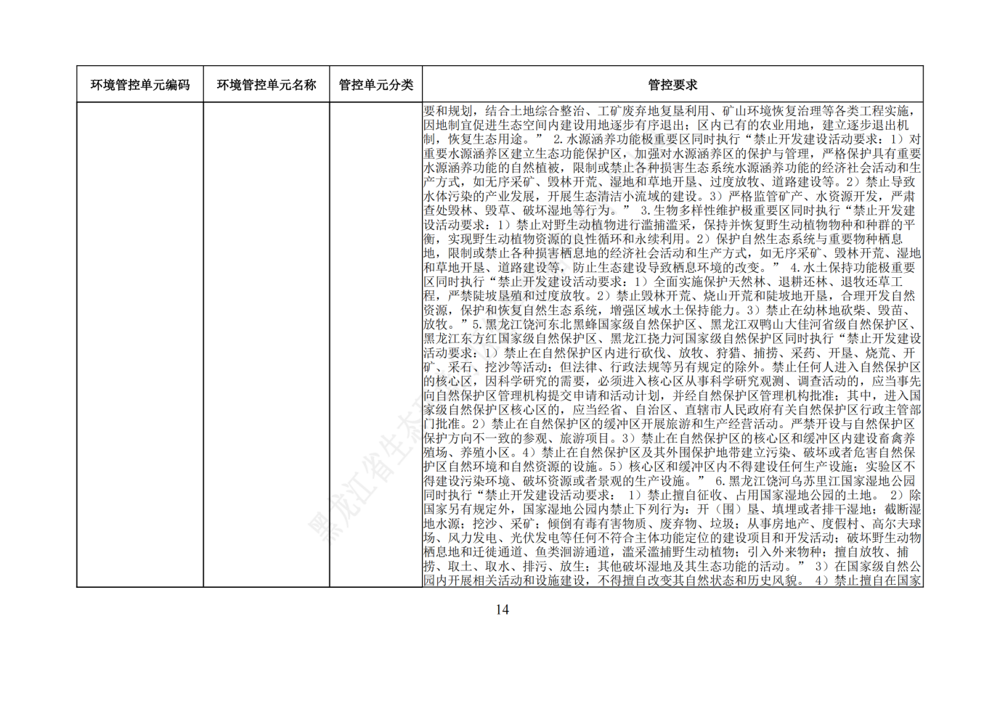 环境管控单元编码 环境管控单元名称 管控单元分类 管控要求
要和规划，结合土地综合整治、工矿废弃地复垦利用、矿山环境恢复治理等各类工程实施，
因地制宜促进生态空间内建设用地逐步有序退出；区内已有的农业用地，建立逐步退出机
制，恢复生态用途。” 2.水源涵养功能极重要区同时执行“禁止开发建设活动要求：1）对
重要水源涵养区建立生态功能保护区，加强对水源涵养区的保护与管理，严格保护具有重要
水源涵养功能的自然植被，限制或禁止各种损害生态系统水源涵养功能的经济社会活动和生
产方式，如无序采矿、毁林开荒、湿地和草地开垦、过度放牧、道路建设等。2）禁止导致
水体污染的产业发展，开展生态清洁小流域的建设。3）严格监管矿产、水资源开发，严肃
查处毁林、毁草、破坏湿地等行为。” 3.生物多样性维护极重要区同时执行“禁止开发建
设活动要求：1）禁止对野生动植物进行滥捕滥采，保持并恢复野生动植物物种和种群的平
衡，实现野生动植物资源的良性循环和永续利用。2）保护自然生态系统与重要物种栖息
地，限制或禁止各种损害栖息地的经济社会活动和生产方式，如无序采矿、毁林开荒、湿地
和草地开垦、道路建设等，防止生态建设导致栖息环境的改变。” 4.水土保持功能极重要
区同时执行“禁止开发建设活动要求：1）全面实施保护天然林、退耕还林、退牧还草工
程，严禁陡坡垦殖和过度放牧。2）禁止毁林开荒、烧山开荒和陡坡地开垦，合理开发自然
资源，保护和恢复自然生态系统，增强区域水土保持能力。3）禁止在幼林地砍柴、毁苗、
放牧。”5.黑龙江饶河东北黑蜂国家级自然保护区、黑龙江双鸭山大佳河省级自然保护区、
黑龙江东方红国家级自然保护区、黑龙江挠力河国家级自然保护区同时执行“禁止开发建设
活动要求：1）禁止在自然保护区内进行砍伐、放牧、狩猎、捕捞、采药、开垦、烧荒、开
矿、采石、挖沙等活动；但法律、行政法规等另有规定的除外。禁止任何人进入自然保护区
的核心区，因科学研究的需要，必须进入核心区从事科学研究观测、调查活动的，应当事先
向自然保护区管理机构提交申请和活动计划，并经自然保护区管理机构批准；其中，进入国
家级自然保护区核心区的，应当经省、自治区、直辖市人民政府有关自然保护区行政主管部
门批准。2）禁止在自然保护区的缓冲区开展旅游和生产经营活动。严禁开设与自然保护区
保护方向不一致的参观、旅游项目。3）禁止在自然保护区的核心区和缓冲区内建设畜禽养
殖场、养殖小区。4）禁止在自然保护区及其外围保护地带建立污染、破坏或者危害自然保
护区自然环境和自然资源的设施。5）核心区和缓冲区内不得建设任何生产设施；实验区不
得建设污染环境、破坏资源或者景观的生产设施。” 6.黑龙江饶河乌苏里江国家湿地公园
同时执行“禁止开发建设活动要求： 1）禁止擅自征收、占用国家湿地公园的土地。 2）除
国家另有规定外，国家湿地公园内禁止下列行为：开（围）垦、填埋或者排干湿地；截断湿
地水源；挖沙、采矿；倾倒有毒有害物质、废弃物、垃圾；从事房地产、度假村、高尔夫球
场、风力发电、光伏发电等任何不符合主体功能定位的建设项目和开发活动；破坏野生动物
栖息地和迁徙通道、鱼类洄游通道，滥采滥捕野生动植物；引入外来物种；擅自放牧、捕
捞、取土、取水、排污、放生；其他破坏湿地及其生态功能的活动。” 3）在国家级自然公
园内开展相关活动和设施建设，不得擅自改变其自然状态和历史风貌。 4）禁止擅自在国家
黑龙江省生态
14